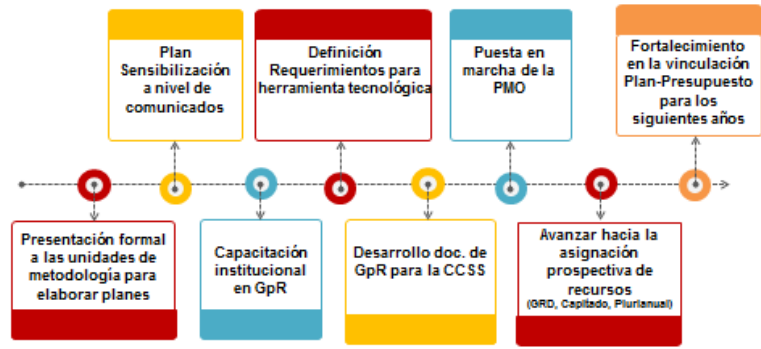 Plan
Sensibilización
a nivel de
comunicados
Definición
Requerimientos para
herramienta tecnológica
Puesta en
marcha de la
PMO
Fortalecimiento
en la vinculación
Plan-Presupuesto
para los
siguientes años
Presentación formal
a las unidades de
metodología para
elaborar planes
Capacitación
institucional
en GpR
Desarrollo doc. de
GpR para la CCSS
Avanzar hacia la
asignación
prospectiva de
recursos
(GRD, Capitado, Plurianual)